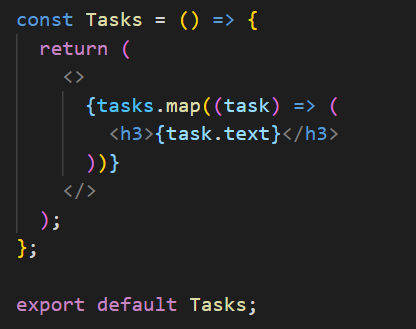 const Tasks = () => {
  return (
    <>
      {tasks.map((task) => (
        <h3>{task.text}</h3>
      ))}
    </>
  );
};

export default Tasks;